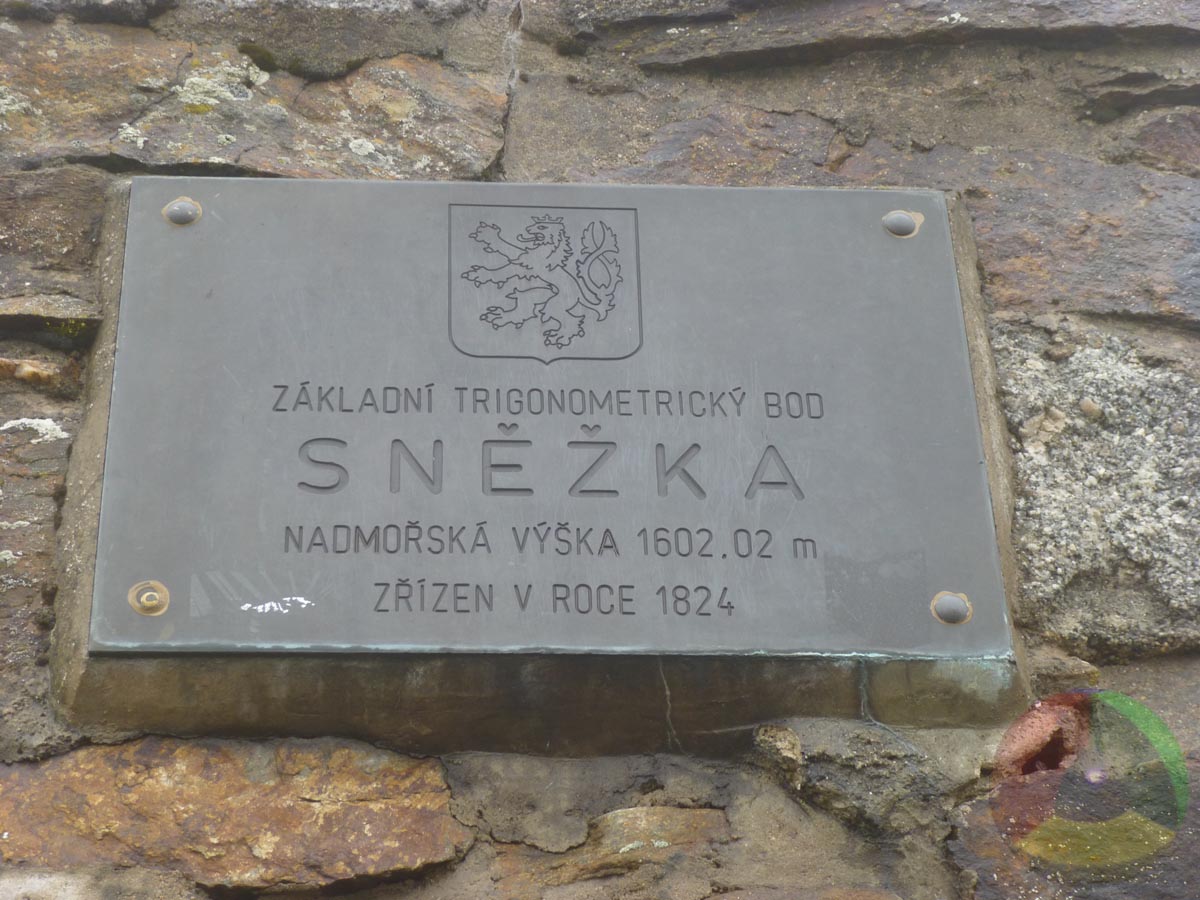 ZÁKLADNÍ TRIGONOMETRICKÝ BOD
SNĚŽKA
NADMOŘSKÁ VÝŠKA 1602.02 m
ZŘÍZEN V ROCE 1824